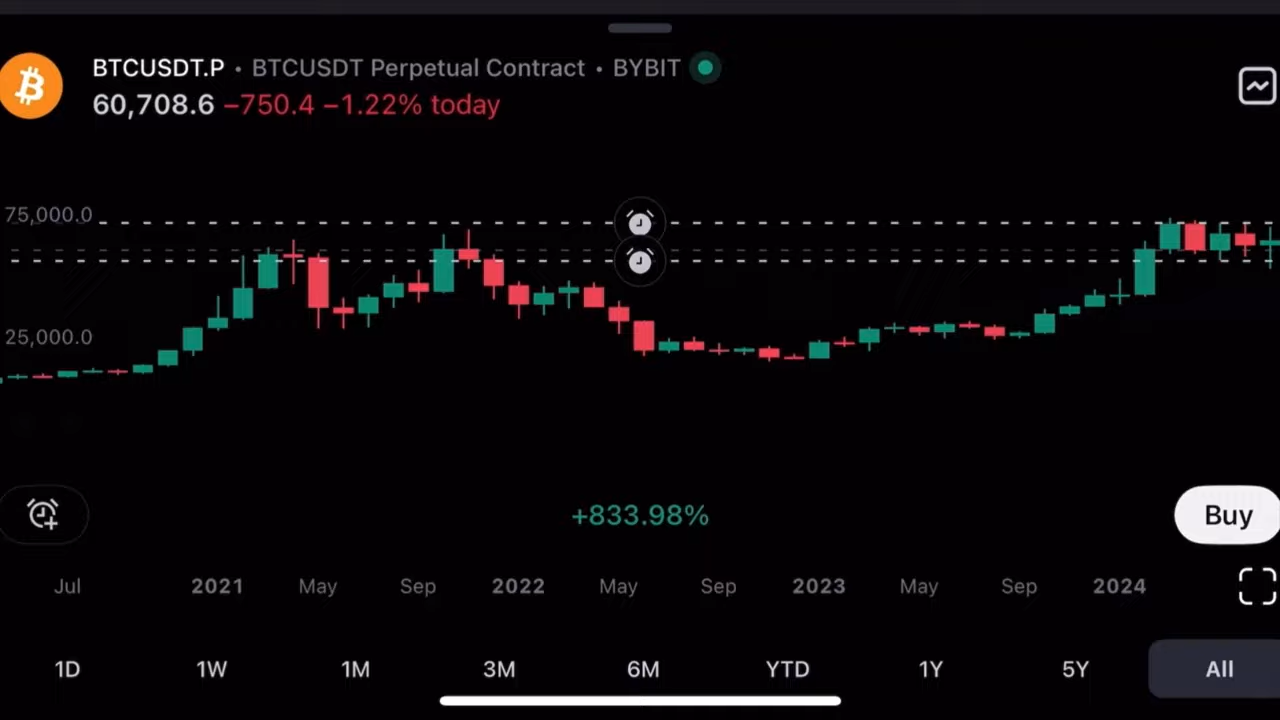 BTCUSDT.P • BTCUSDT Perpetual Contract • BYBIT
60,708.6 −750.4 −1.22% today
75,000.0
25,000.0
+833.98%
Buy
Jul 2021 May Sep 2022 May Sep 2023 May Sep 2024
1D 1W 1M 3M 6M YTD 1Y 5Y All